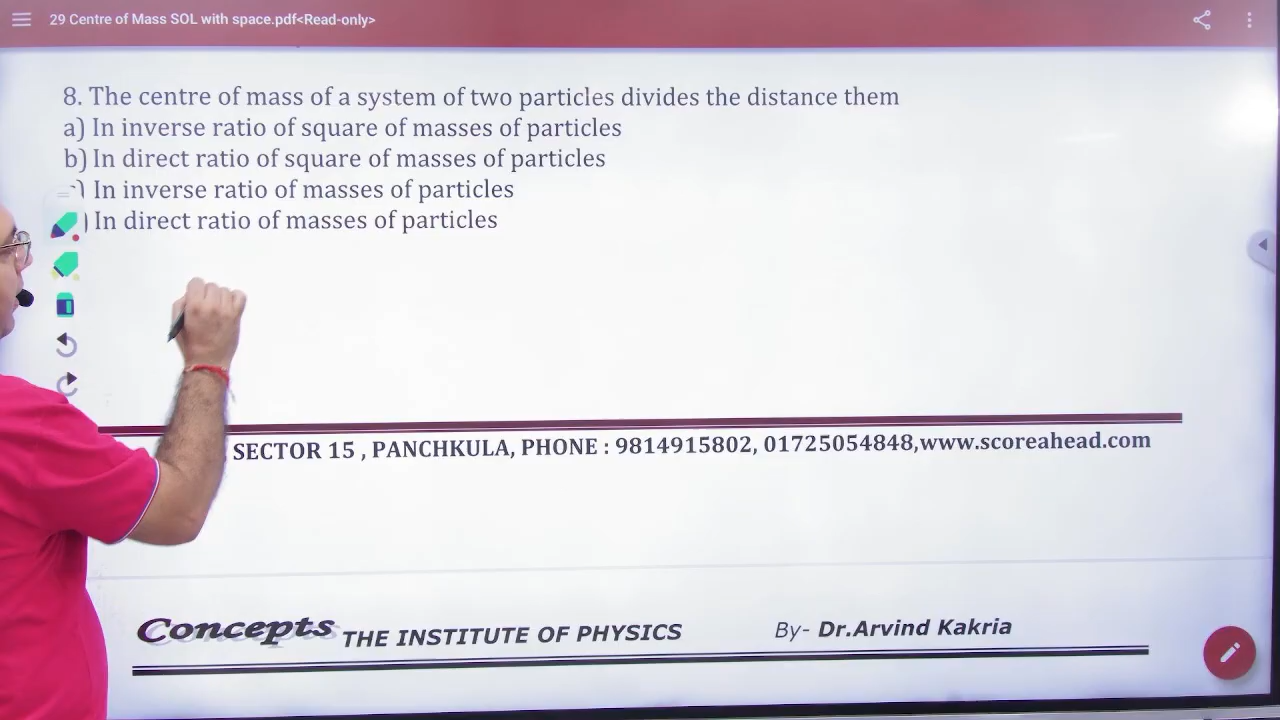 29 Centre of Mass SOL with space.pdf<Read-only>
8. The centre of mass of a system of two particles divides the distance them
a) In inverse ratio of square of masses of particles
b) In direct ratio of square of masses of particles
) In inverse ratio of masses of particles
) In direct ratio of masses of particles
SECTOR 15 , PANCHKULA, PHONE : 9814915802, 01725054848,www.scoreahead.com
Concepts THE INSTITUTE OF PHYSICS By- Dr.Arvind Kakria